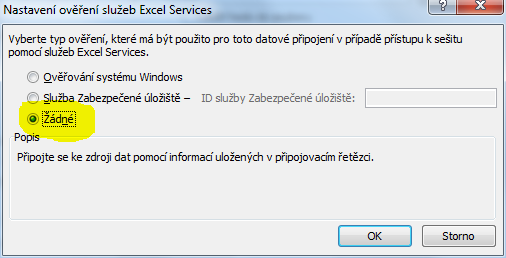 Nastavení ověření služeb Excel Services
Vyberte typ ověření, které má být použito pro toto datové připojení v případě přístupu k sešitu
pomocí služeb Excel Services.
Ověřování systému Windows
Služba Zabezpečené úložiště – ID služby Zabezpečené úložiště:
Žádné
Popis
Připojte se ke zdroji dat pomocí informací uložených v připojovacím řetězci.
OK Storno